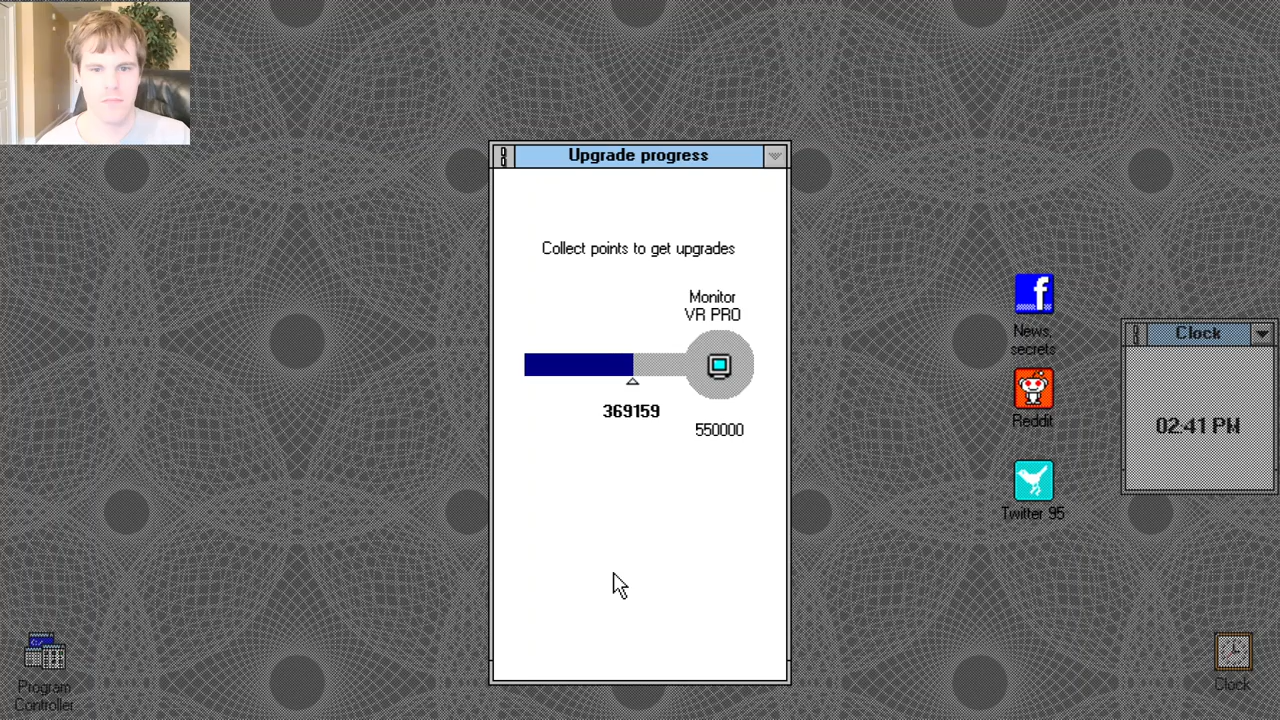 Upgrade progress
Collect points to get upgrades
Monitor
VR PRO
369159
550000
News,
secrets
Reddit
Twitter 95
Clock
02:41 PM
Program
Controller
Clock